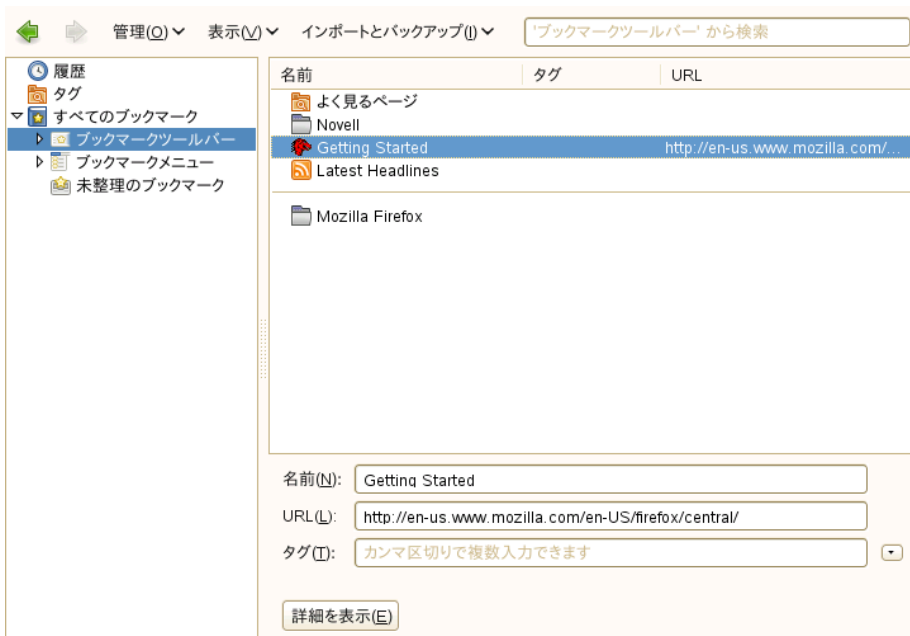 管理(O) 表示(V) インポートとバックアップ(I) 'ブックマークツールバー' から検索
履歴
タグ
すべてのブックマーク
ブックマークツールバー
ブックマークメニュー
未整理のブックマーク
名前 タグ URL
よく見るページ
Novell
Getting Started http://en-us.www.mozilla.com/...
Latest Headlines
Mozilla Firefox
名前(N): Getting Started
URL(L): http://en-us.www.mozilla.com/en-US/firefox/central/
タグ(T): カンマ区切りで複数入力できます
詳細を表示(E)